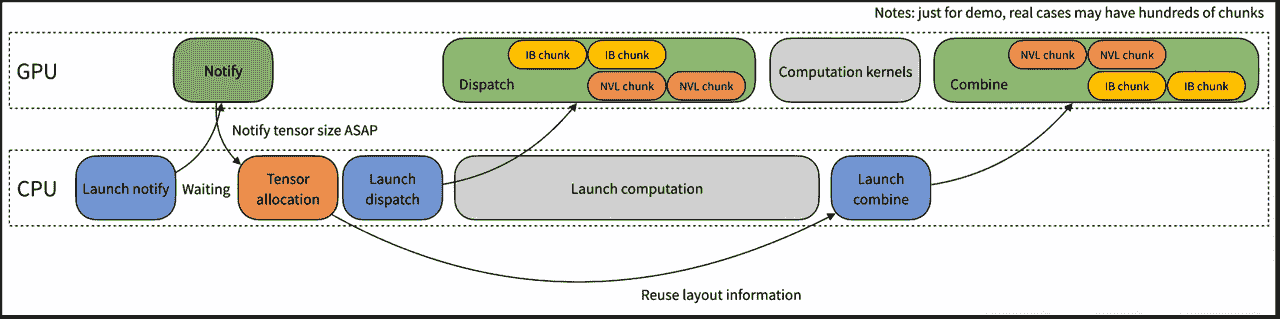 Notes: just for demo, real cases may have hundreds of chunks
GPU
Notify
IB chunk
IB chunk
Dispatch
NVL chunk
NVL chunk
Computation kernels
NVL chunk
NVL chunk
Combine
IB chunk
IB chunk
Notify tensor size ASAP
CPU
Launch notify
Waiting
Tensor
allocation
Launch
dispatch
Launch computation
Launch
combine
Reuse layout information